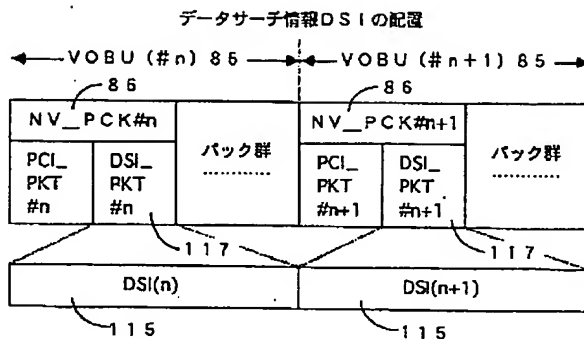 データサーチ情報DSIの配置
VOBU (#n) 85 VOBU (#n+1) 85
86 86
NV_PCK#n パック群 ............ NV_PCK#n+1 パック群 ............
PCI_ PKT #n DSI_ PKT #n PCI_ PKT #n+1 DSI_ PKT #n+1
117 117
DSI(n) DSI(n+1)
115 115